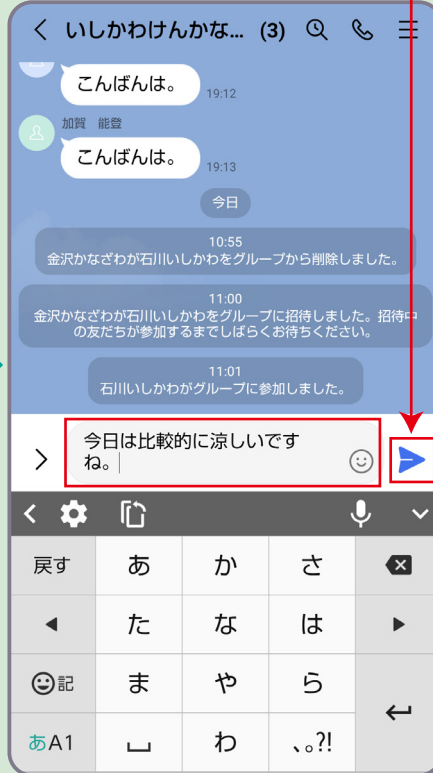 いしかわけんかな... (3)
こんばんは。
19:12
加賀 能登
こんばんは。
19:13
今日
10:55
金沢かなざわが石川いしかわをグループから削除しました。
11:00
金沢かなざわが石川いしかわをグループに招待しました。招待中
の友だちが参加するまでしばらくお待ちください。
11:01
石川いしかわがグループに参加しました。
今日は比較的に涼しいです
ね。
戻す あ か さ
た な は
記 ま や ら
あA1 わ 、。?!